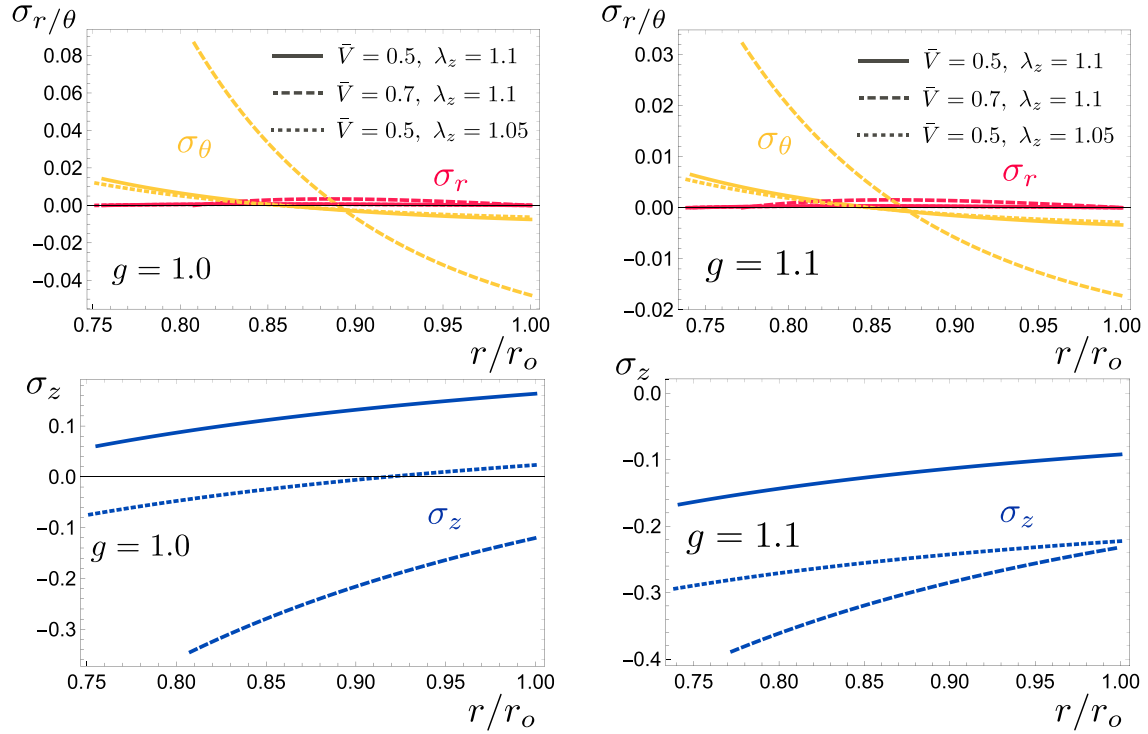 σ_{r/θ}
0.08
0.06
0.04
0.02
0.00
−0.02
−0.04
0.75 0.80 0.85 0.90 0.95 1.00
V̄ = 0.5, λ_z = 1.1
V̄ = 0.7, λ_z = 1.1
V̄ = 0.5, λ_z = 1.05
σ_θ
σ_r
g = 1.0
r/r_o
σ_{r/θ}
0.03
0.02
0.01
0.00
−0.01
−0.02
0.75 0.80 0.85 0.90 0.95 1.00
V̄ = 0.5, λ_z = 1.1
V̄ = 0.7, λ_z = 1.1
V̄ = 0.5, λ_z = 1.05
σ_θ
σ_r
g = 1.1
r/r_o
σ_z
0.1
0.0
−0.1
−0.2
−0.3
0.75 0.80 0.85 0.90 0.95 1.00
σ_z
g = 1.0
r/r_o
σ_z
0.0
−0.1
−0.2
−0.3
−0.4
0.75 0.80 0.85 0.90 0.95 1.00
σ_z
g = 1.1
r/r_o